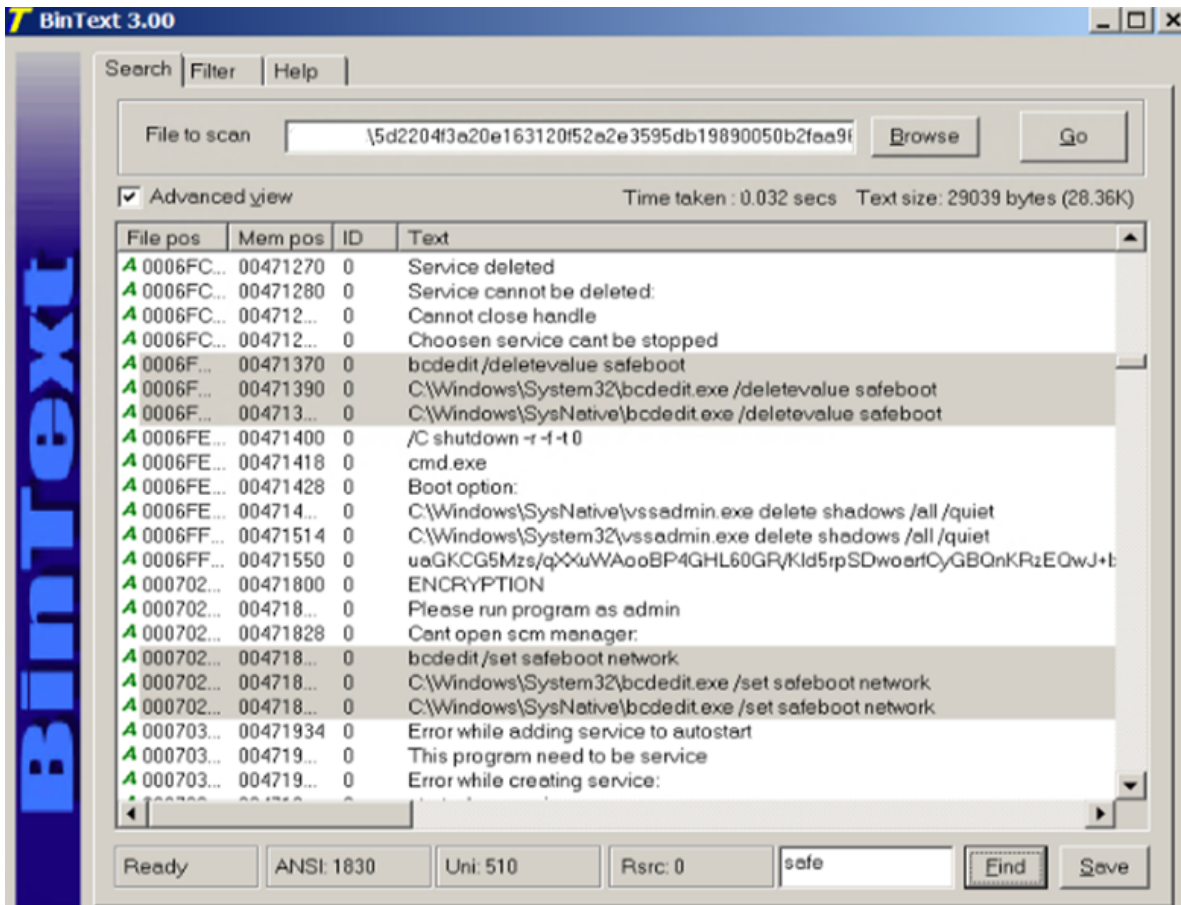 BinText 3.00
Search Filter Help
File to scan \5d2204f3a20e163120f52a2e3595db19890050b2faa9 Browse Go
Advanced view Time taken : 0.032 secs Text size: 29039 bytes (28.36K)
File pos Mem pos ID Text
A 0006FC... 00471270 0 Service deleted
A 0006FC... 00471280 0 Service cannot be deleted:
A 0006FC... 004712... 0 Cannot close handle
A 0006FC... 004712... 0 Choosen service cant be stopped
A 0006F... 00471370 0 bcdedit /deletevalue safeboot
A 0006F... 00471390 0 C:\Windows\System32\bcdedit.exe /deletevalue safeboot
A 0006F... 004713... 0 C:\Windows\SysNative\bcdedit.exe /deletevalue safeboot
A 0006FE... 00471400 0 /C shutdown -r -f -t 0
A 0006FE... 00471418 0 cmd.exe
A 0006FE... 00471428 0 Boot option:
A 0006FE... 004714... 0 C:\Windows\SysNative\vssadmin.exe delete shadows /all /quiet
A 0006FF... 00471514 0 C:\Windows\System32\vssadmin.exe delete shadows /all /quiet
A 0006FF... 00471550 0
A 000702... 00471800 0 ENCRYPTION
A 000702... 004718... 0 Please run program as admin
A 000702... 00471828 0 Cant open scm manager:
A 000702... 004718... 0 bcdedit /set safeboot network
A 000702... 004718... 0 C:\Windows\System32\bcdedit.exe /set safeboot network
A 000702... 004718... 0 C:\Windows\SysNative\bcdedit.exe /set safeboot network
A 000703... 00471934 0 Error while adding service to autostart
A 000703... 004719... 0 This program need to be service
A 000703... 004719... 0 Error while creating service:
Ready ANSI: 1830 Uni: 510 Rsrc: 0 safe Find Save
BinText